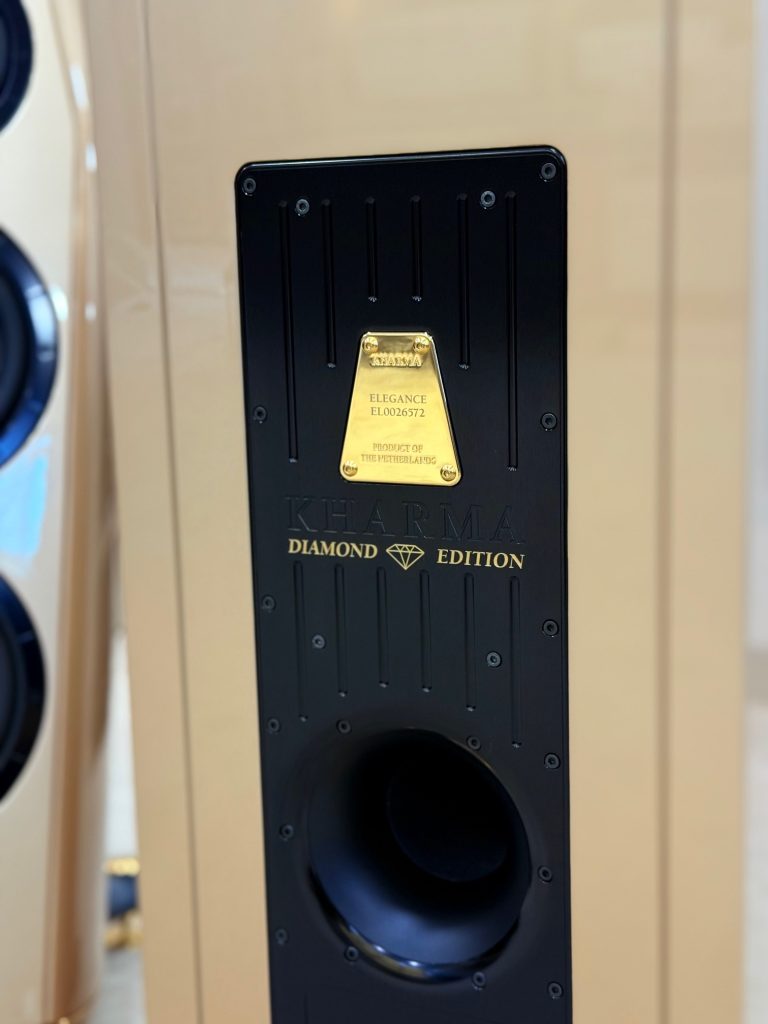 KHARMA
ELEGANCE
EL0026572
PRODUCT OF
THE NETHERLANDS
KHARMA
DIAMOND EDITION